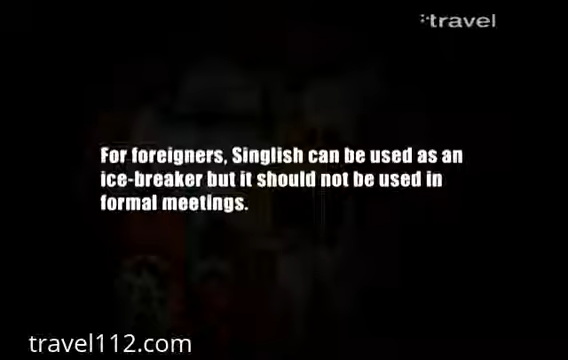 :travel
For foreigners, Singlish can be used as an
ice-breaker but it should not be used in
formal meetings.
travel112.com